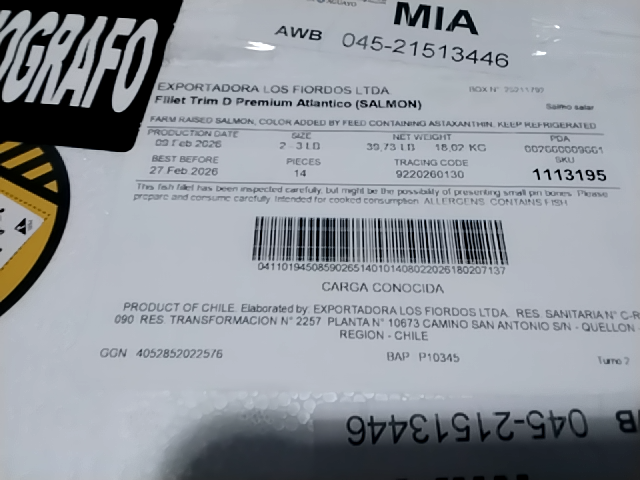 OGRAFO
MIA
AWB 045-21513446
EXPORTADORA LOS FIORDOS LTDA
BOX N°
Fillet Trim D Premium Atlantico (SALMON)
Salmo salar
FARM RAISED SALMON, COLOR ADDED BY FEED CONTAINING ASTAXANTHIN. KEEP REFRIGERATED
PRODUCTION DATE SIZE NET WEIGHT PDA
09 Feb 2026 2 - 3 LB 39,73 LB 18,02 KG
BEST BEFORE PIECES TRACING CODE SKU
27 Feb 2026 14 9220260130 1113195
This fish fillet has been inspected carefully, but might be the possibility of presenting small pin bones. Please
prepare and consume carefully. Intended for cooked consumption. ALLERGENS: CONTAINS FISH.
CARGA CONOCIDA
PRODUCT OF CHILE. Elaborated by: EXPORTADORA LOS FIORDOS LTDA. RES. SANITARIA N° C-R
090 RES. TRANSFORMACION N° 2257 PLANTA N° 10673 CAMINO SAN ANTONIO S/N - QUELLON -
REGION - CHILE
GGN 4052852022576 BAP P10345 Turno 2
WB 045-21513446